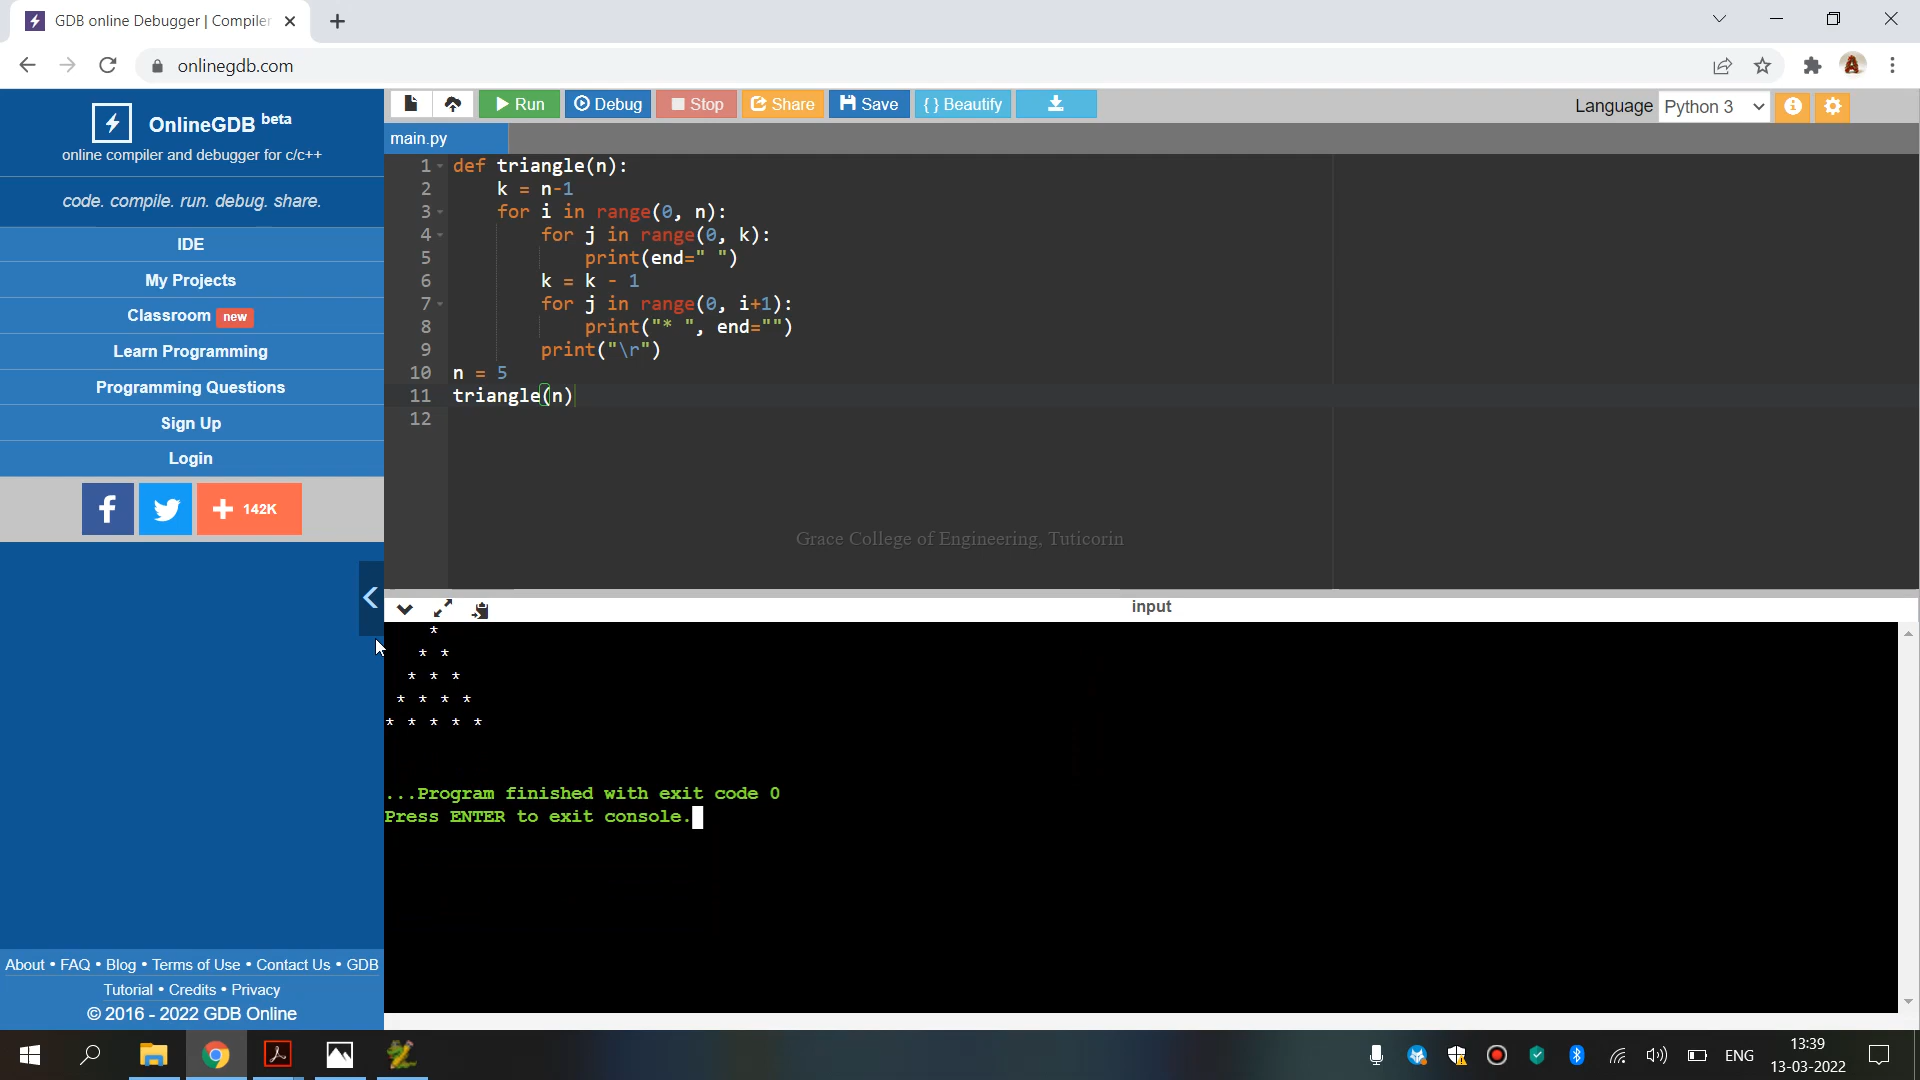 GDB online Debugger | Compiler
onlinegdb.com
OnlineGDB beta
online compiler and debugger for c/c++
code. compile. run. debug. share.
IDE
My Projects
Classroom new
Learn Programming
Programming Questions
Sign Up
Login
142K
About • FAQ • Blog • Terms of Use • Contact Us • GDB
Tutorial • Credits • Privacy
© 2016 - 2022 GDB Online
Run Debug Stop Share Save { } Beautify
Language Python 3
main.py
1 def triangle(n):
2     k = n-1
3     for i in range(0, n):
4         for j in range(0, k):
5             print(end=" ")
6         k = k - 1
7         for j in range(0, i+1):
8             print("* ", end="")
9         print("\r")
10 n = 5
11 triangle(n)
12
Grace College of Engineering, Tuticorin
input
    *
   * *
  * * *
 * * * *
* * * * *
...Program finished with exit code 0
Press ENTER to exit console.
ENG
13:39
13-03-2022